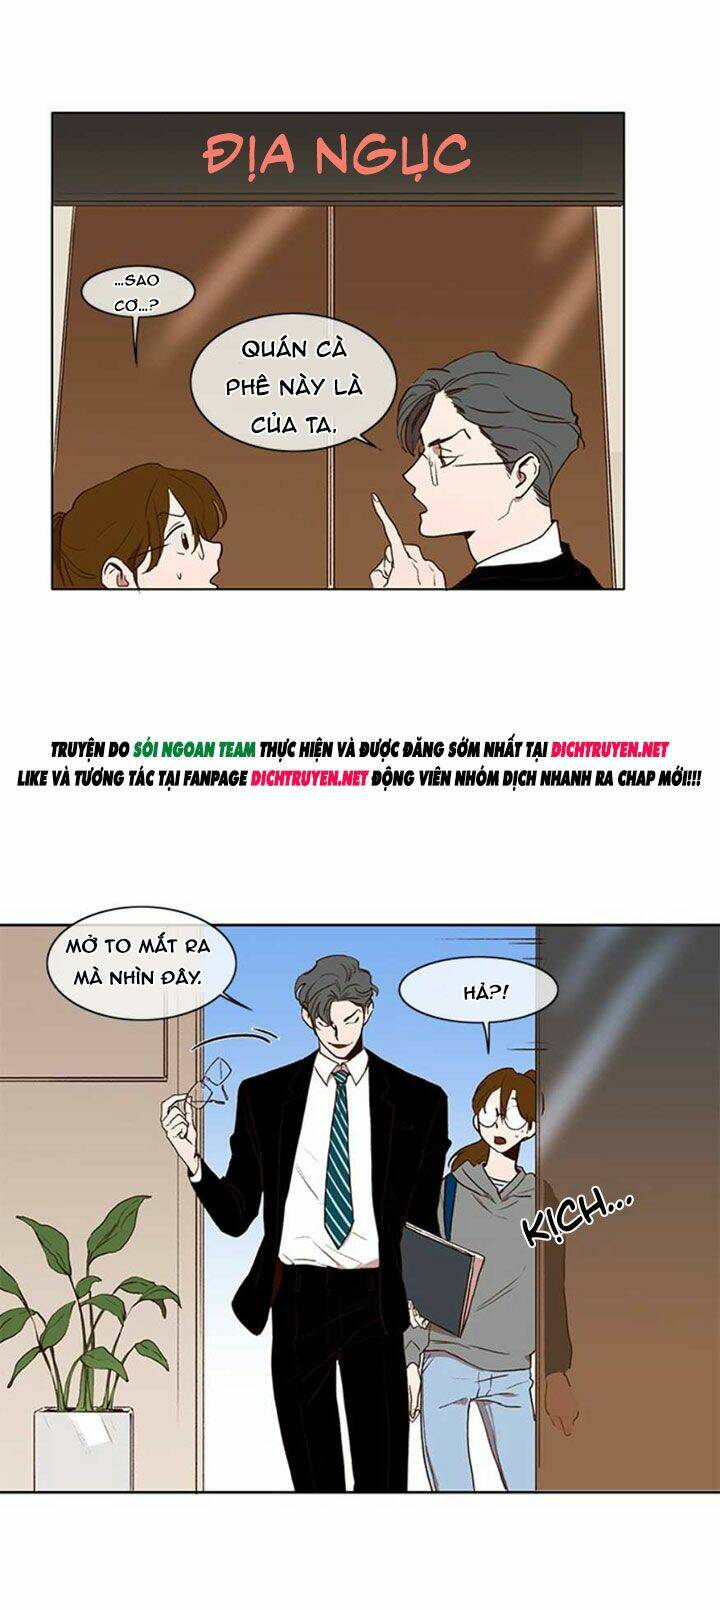 ĐỊA NGỤC
...SAO
CƠ...?
QUÁN CÀ
PHÊ NÀY LÀ
CỦA TA.
TRUYỆN DO SÓI NGOAN TEAM THỰC HIỆN VÀ ĐƯỢC ĐĂNG SỚM NHẤT TẠI DICHTRUYEN.NET
LIKE VÀ TƯƠNG TÁC TẠI FANPAGE DICHTRUYEN.NET ĐỘNG VIÊN NHÓM DỊCH NHANH RA CHAP MỚI!!!
MỞ TO MẮT RA
MÀ NHÌN ĐÂY.
HẢ?!
KỊCH...